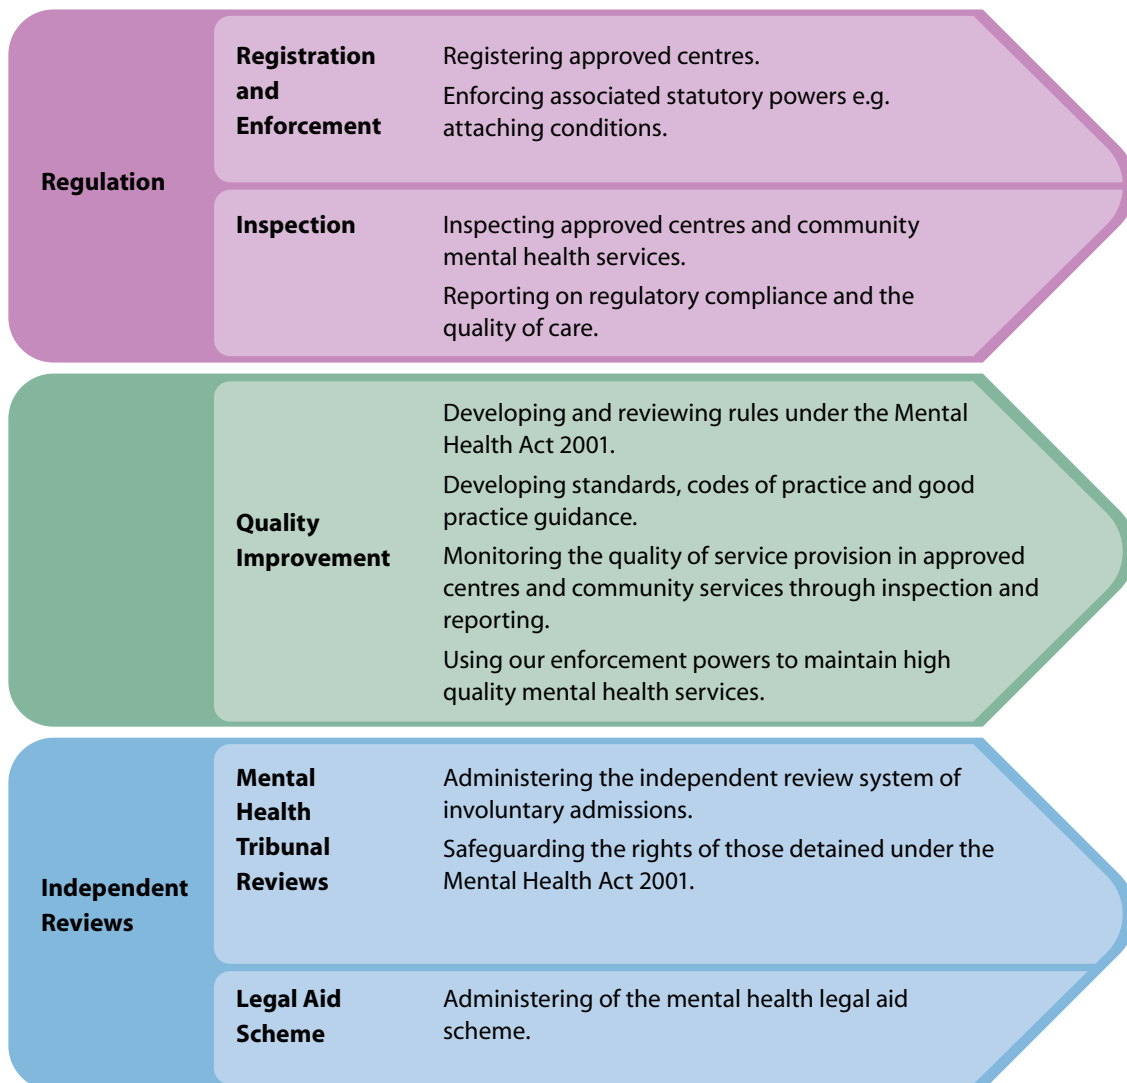 Regulation
Registration
and
Enforcement
Registering approved centres.
Enforcing associated statutory powers e.g.
attaching conditions.
Inspection
Inspecting approved centres and community
mental health services.
Reporting on regulatory compliance and the
quality of care.
Quality
Improvement
Developing and reviewing rules under the Mental
Health Act 2001.
Developing standards, codes of practice and good
practice guidance.
Monitoring the quality of service provision in approved
centres and community services through inspection and
reporting.
Using our enforcement powers to maintain high
quality mental health services.
Independent
Reviews
Mental
Health
Tribunal
Reviews
Administering the independent review system of
involuntary admissions.
Safeguarding the rights of those detained under the
Mental Health Act 2001.
Legal Aid
Scheme
Administering of the mental health legal aid
scheme.